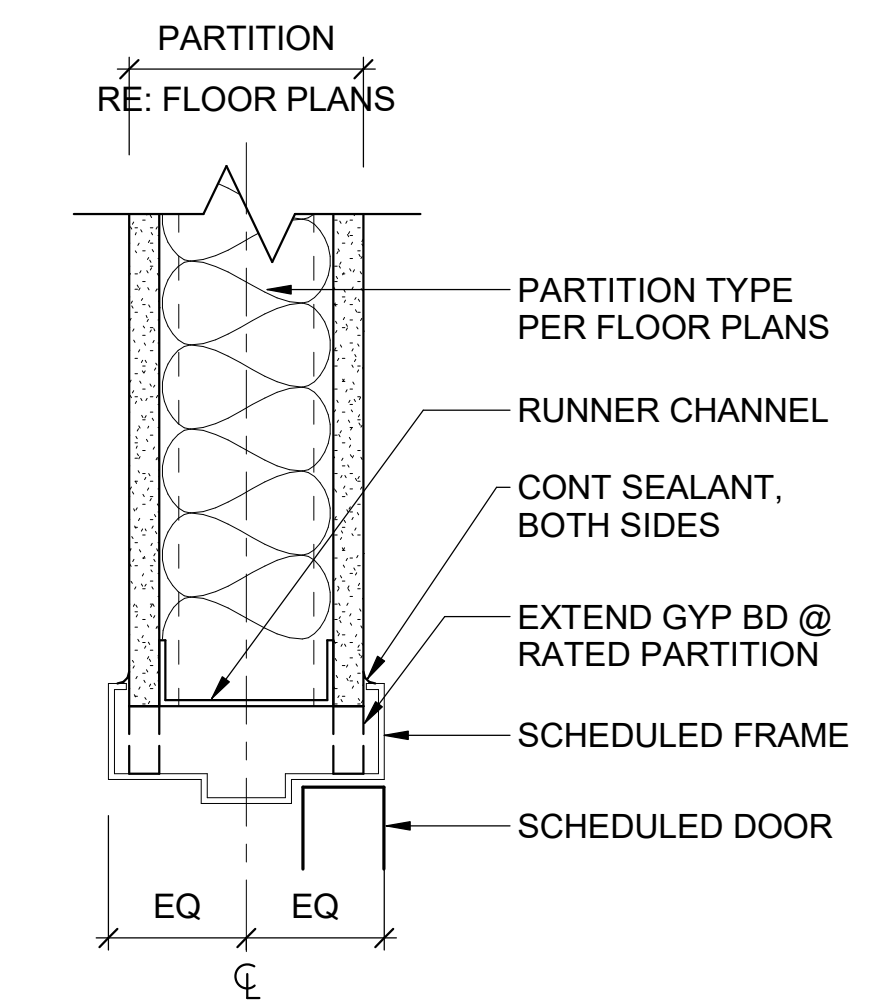 PARTITION
RE: FLOOR PLANS
PARTITION TYPE
PER FLOOR PLANS
RUNNER CHANNEL
CONT SEALANT,
BOTH SIDES
EXTEND GYP BD @
RATED PARTITION
SCHEDULED FRAME
SCHEDULED DOOR
EQ EQ
℄